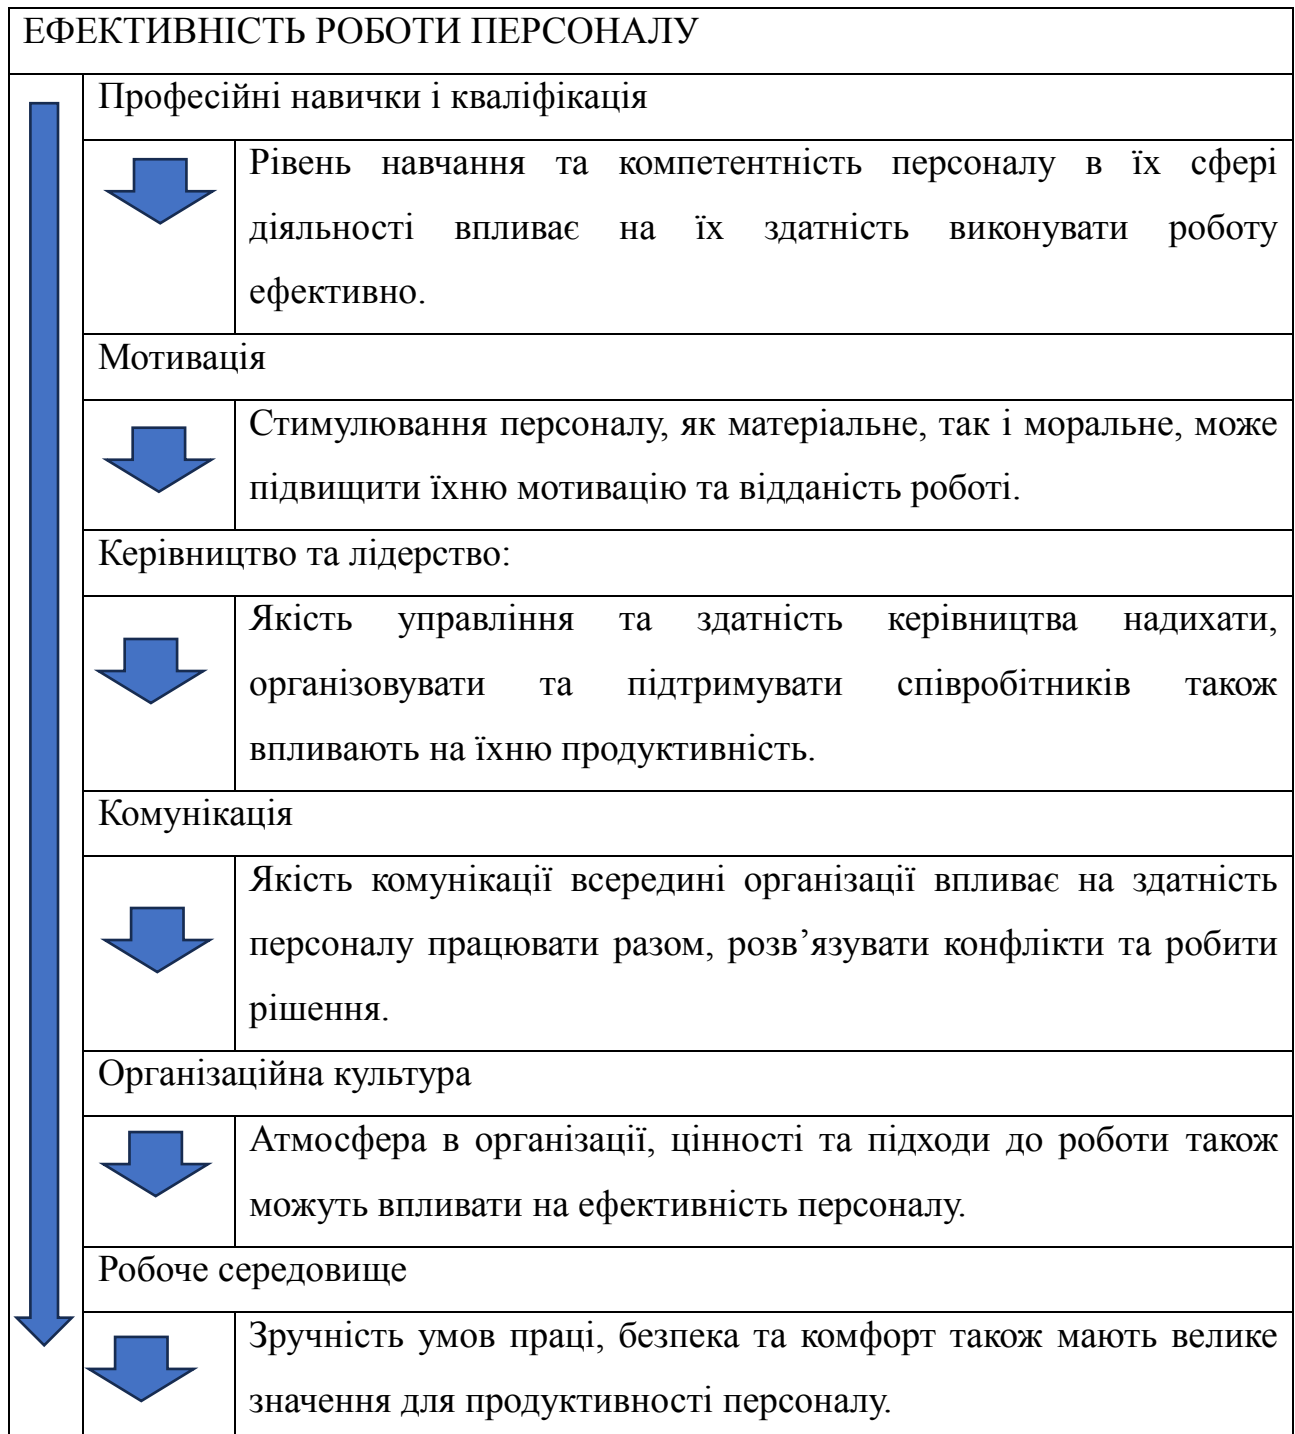 ЕФЕКТИВНІСТЬ РОБОТИ ПЕРСОНАЛУ
Професійні навички і кваліфікація
Рівень навчання та компетентність персоналу в їх сфері
діяльності впливає на їх здатність виконувати роботу
ефективно.
Мотивація
Стимулювання персоналу, як матеріальне, так і моральне, може
підвищити їхню мотивацію та відданість роботі.
Керівництво та лідерство:
Якість управління та здатність керівництва надихати,
організовувати та підтримувати співробітників також
впливають на їхню продуктивність.
Комунікація
Якість комунікації всередині організації впливає на здатність
персоналу працювати разом, розв’язувати конфлікти та робити
рішення.
Організаційна культура
Атмосфера в організації, цінності та підходи до роботи також
можуть впливати на ефективність персоналу.
Робоче середовище
Зручність умов праці, безпека та комфорт також мають велике
значення для продуктивності персоналу.